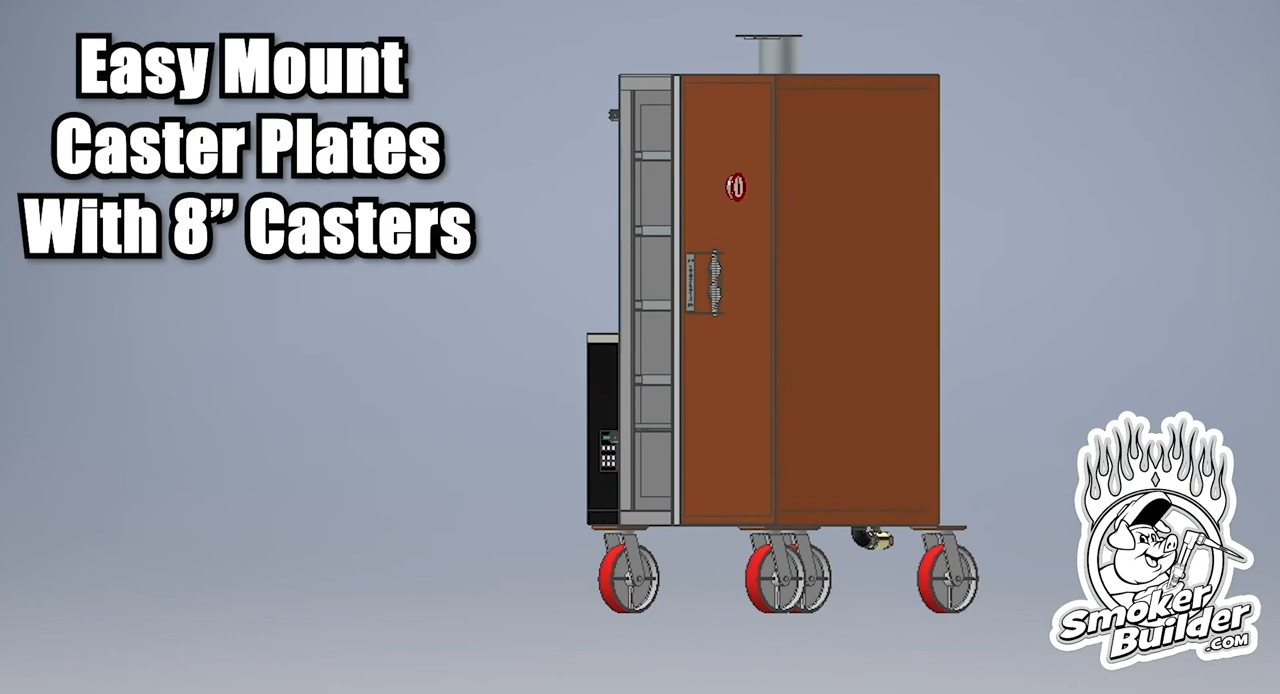 Easy Mount
Caster Plates
With 8” Casters
Smoker
Builder
.COM